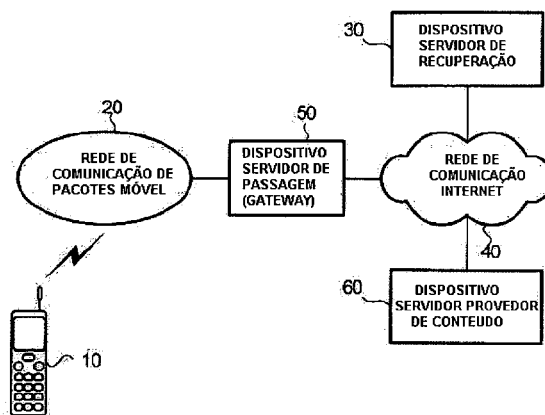 30
DISPOSITIVO
SERVIDOR DE
RECUPERAÇÃO
20
REDE DE
COMUNICAÇÃO DE
PACOTES MÓVEL
50
DISPOSITIVO
SERVIDOR DE
PASSAGEM
(GATEWAY)
REDE DE
COMUNICAÇÃO
INTERNET
40
60
DISPOSITIVO
SERVIDOR PROVEDOR
DE CONTEÚDO
10